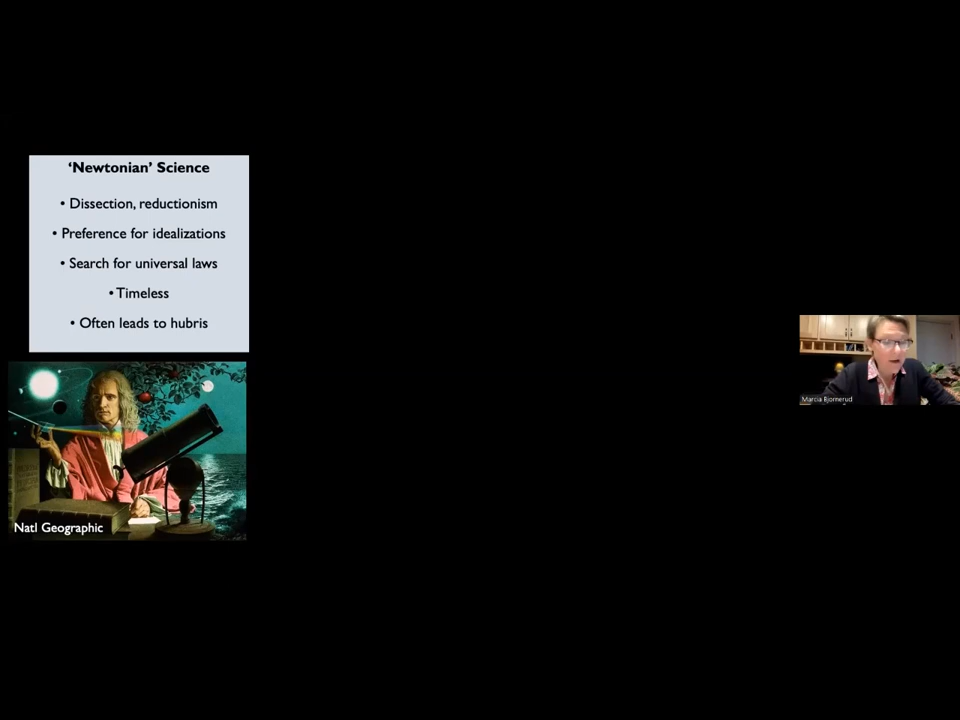 ‘Newtonian’ Science
• Dissection, reductionism
• Preference for idealizations
• Search for universal laws
• Timeless
• Often leads to hubris
Natl Geographic
Marcia Bjornerud